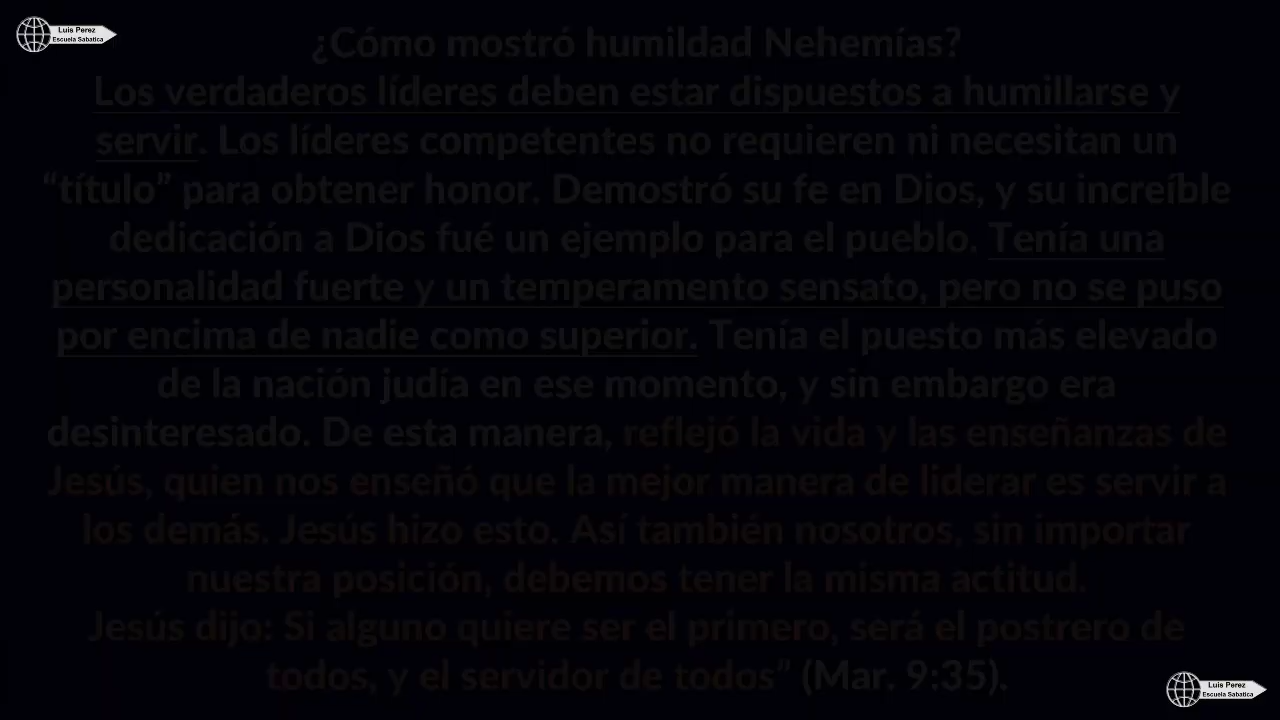 Luis Perez
Escuela Sabatica
¿Cómo mostró humildad Nehemías?
Los verdaderos líderes deben estar dispuestos a humillarse y
servir. Los líderes competentes no requieren ni necesitan un
“título” para obtener honor. Demostró su fe en Dios, y su increíble
dedicación a Dios fué un ejemplo para el pueblo. Tenía una
personalidad fuerte y un temperamento sensato, pero no se puso
por encima de nadie como superior. Tenía el puesto más elevado
de la nación judía en ese momento, y sin embargo era
desinteresado. De esta manera, reflejó la vida y las enseñanzas de
Jesús, quien nos enseñó que la mejor manera de liderar es servir a
los demás. Jesús hizo esto. Así también nosotros, sin importar
nuestra posición, debemos tener la misma actitud.
Jesús dijo: Si alguno quiere ser el primero, será el postrero de
todos, y el servidor de todos” (Mar. 9:35).
Luis Perez
Escuela Sabatica